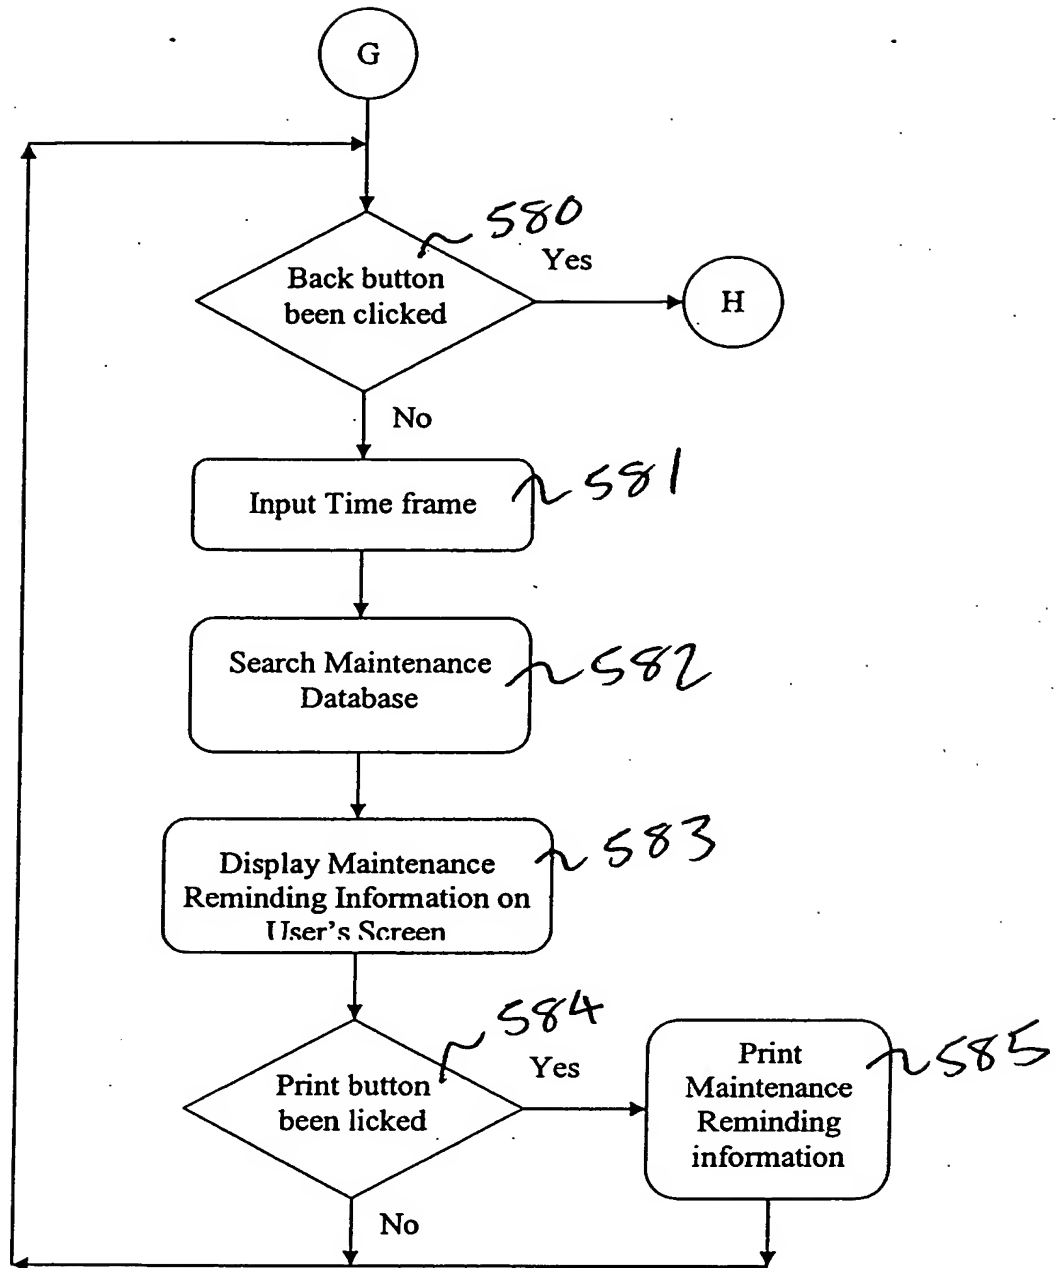 G
580
Back button
been clicked
Yes
H
No
Input Time frame
581
Search Maintenance
Database
582
Display Maintenance
Reminding Information on
User's Screen
583
584
Print button
been licked
Yes
Print
Maintenance
Reminding
information
585
No